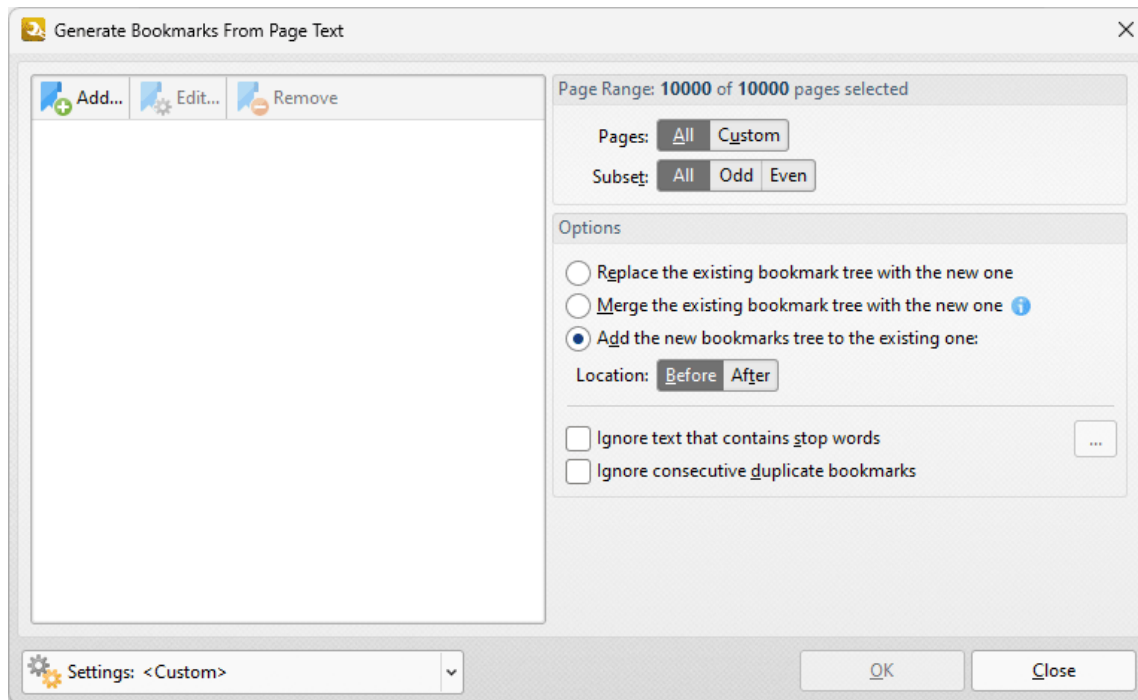 Generate Bookmarks From Page Text
Add... Edit... Remove
Page Range: 10000 of 10000 pages selected
Pages: All Custom
Subset: All Odd Even
Options
Replace the existing bookmark tree with the new one
Merge the existing bookmark tree with the new one
Add the new bookmarks tree to the existing one:
Location: Before After
Ignore text that contains stop words ...
Ignore consecutive duplicate bookmarks
Settings: <Custom>
OK Close